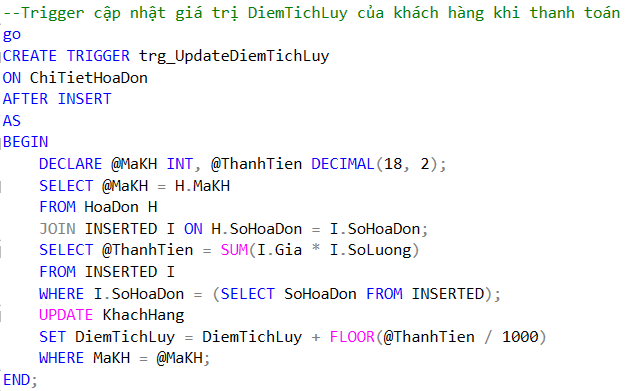 --Trigger cập nhật giá trị DiemTichLuy của khách hàng khi thanh toán
go
CREATE TRIGGER trg_UpdateDiemTichLuy
ON ChiTietHoaDon
AFTER INSERT
AS
BEGIN
    DECLARE @MaKH INT, @ThanhTien DECIMAL(18, 2);
    SELECT @MaKH = H.MaKH
    FROM HoaDon H
    JOIN INSERTED I ON H.SoHoaDon = I.SoHoaDon;
    SELECT @ThanhTien = SUM(I.Gia * I.SoLuong)
    FROM INSERTED I
    WHERE I.SoHoaDon = (SELECT SoHoaDon FROM INSERTED);
    UPDATE KhachHang
    SET DiemTichLuy = DiemTichLuy + FLOOR(@ThanhTien / 1000)
    WHERE MaKH = @MaKH;
END;